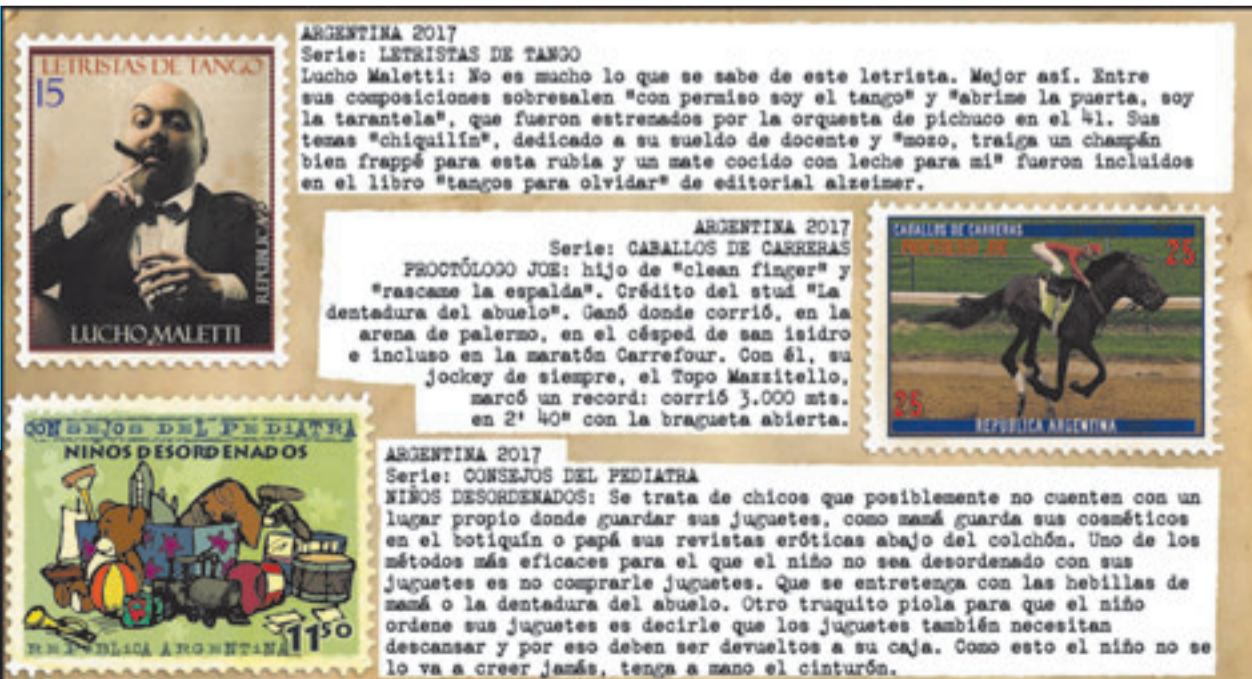 LETRISTAS DE TANGO
15
REPUBLICA
LUCHO MALETTI
ARGENTINA 2017
Serie: LETRISTAS DE TANGO
Lucho Maletti: No es mucho lo que se sabe de este letrista. Mejor así. Entre
sus composiciones sobresalen "con permiso soy el tango" y "abrime la puerta, soy
la tarantela", que fueron estrenados por la orquesta de pichuco en el 41. Sus
temas "chiquilín", dedicado a su sueldo de docente y "mozo, traiga un champán
bien frappé para esta rubia y un mate cocido con leche para mi" fueron incluidos
en el libro "tangos para olvidar" de editorial alzeimer.
ARGENTINA 2017
Serie: CABALLOS DE CARRERAS
PROCTÓLOGO JOE: hijo de "clean finger" y
"rascame la espalda". Crédito del stud "La
dentadura del abuelo". Ganó donde corrió, en la
arena de palermo, en el césped de san isidro
e incluso en la maratón Carrefour. Con él, su
jockey de siempre, el Topo Mazzitello,
marcó un record: corrió 3.000 mts.
en 2' 40" con la bragueta abierta.
CABALLOS DE CARRERAS
PROCTOLOGO JOE
25
25
REPUBLICA ARGENTINA
CONSEJOS DEL PEDIATRA
NIÑOS DESORDENADOS
11 50
REPUBLICA ARGENTINA
ARGENTINA 2017
Serie: CONSEJOS DEL PEDIATRA
NIÑOS DESORDENADOS: Se trata de chicos que posiblemente no cuenten con un
lugar propio donde guardar sus juguetes, como mamá guarda sus cosméticos
en el botiquín o papá sus revistas eróticas abajo del colchón. Uno de los
métodos más eficaces para el que el niño no sea desordenado con sus
juguetes es no comprarle juguetes. Que se entretenga con las hebillas de
mamá o la dentadura del abuelo. Otro truquito piola para que el niño
ordene sus juguetes es decirle que los juguetes también necesitan
descansar y por eso deben ser devueltos a su caja. Como esto el niño no se
lo va a creer jamás, tenga a mano el cinturón.